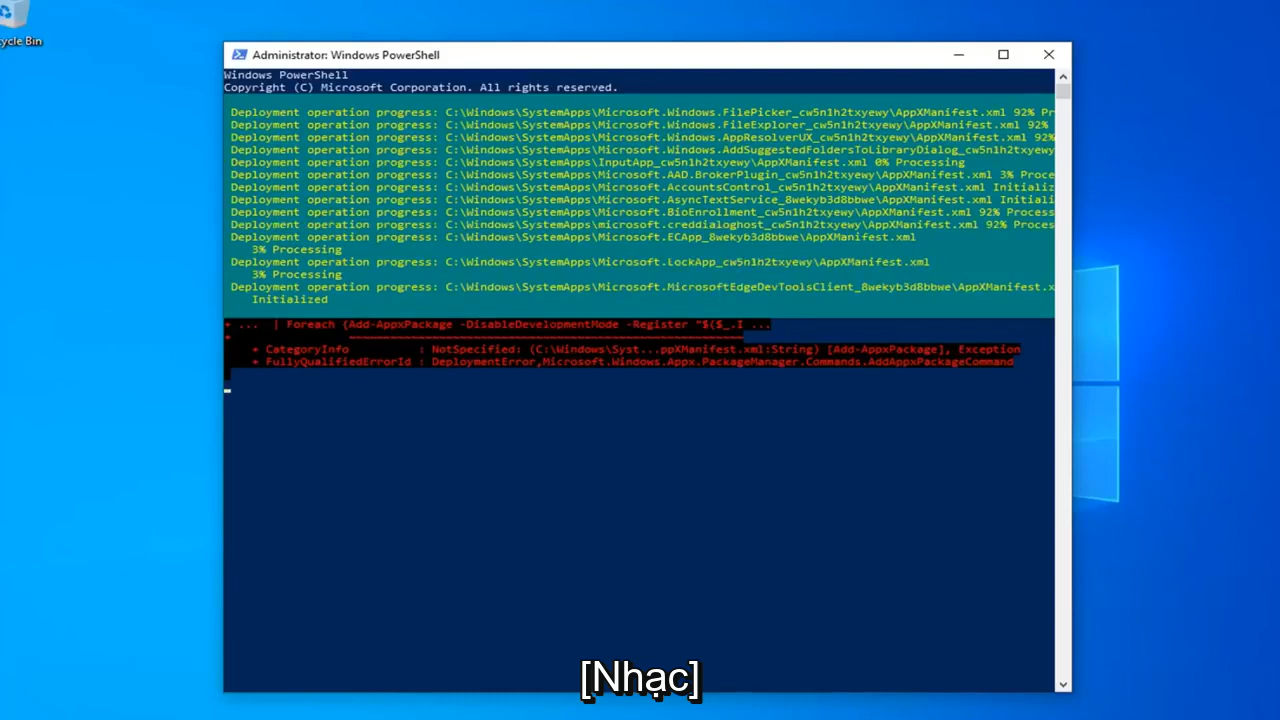 cycle Bin
Administrator: Windows PowerShell
Windows PowerShell
Copyright (C) Microsoft Corporation. All rights reserved.
Deployment operation progress: C:\Windows\SystemApps\Microsoft.Windows.FilePicker_cw5n1h2txyewy\AppXManifest.xml 92% Pr
Deployment operation progress: C:\Windows\SystemApps\Microsoft.Windows.FileExplorer_cw5n1h2txyewy\AppXManifest.xml 92%
Deployment operation progress: C:\Windows\SystemApps\Microsoft.Windows.AppResolverUX_cw5n1h2txyewy\AppXManifest.xml 92%
Deployment operation progress: C:\Windows\SystemApps\Microsoft.Windows.AddSuggestedFoldersToLibraryDialog_cw5n1h2txyewy
Deployment operation progress: C:\Windows\SystemApps\InputApp_cw5n1h2txyewy\AppXManifest.xml 0% Processing
Deployment operation progress: C:\Windows\SystemApps\Microsoft.AAD.BrokerPlugin_cw5n1h2txyewy\AppXManifest.xml 3% Proce
Deployment operation progress: C:\Windows\SystemApps\Microsoft.AccountsControl_cw5n1h2txyewy\AppXManifest.xml Initializ
Deployment operation progress: C:\Windows\SystemApps\Microsoft.AsyncTextService_8wekyb3d8bbwe\AppXManifest.xml Initiali
Deployment operation progress: C:\Windows\SystemApps\Microsoft.BioEnrollment_cw5n1h2txyewy\AppXManifest.xml 92% Process
Deployment operation progress: C:\Windows\SystemApps\microsoft.creddialoghost_cw5n1h2txyewy\AppXManifest.xml 92% Proces
Deployment operation progress: C:\Windows\SystemApps\Microsoft.ECApp_8wekyb3d8bbwe\AppXManifest.xml
3% Processing
Deployment operation progress: C:\Windows\SystemApps\Microsoft.LockApp_cw5n1h2txyewy\AppXManifest.xml
3% Processing
Deployment operation progress: C:\Windows\SystemApps\Microsoft.MicrosoftEdgeDevToolsClient_8wekyb3d8bbwe\AppXManifest.x
Initialized
+ ... | Foreach {Add-AppxPackage -DisableDevelopmentMode -Register "$($_.I ...
+ ~~~~~~~~~~~~~~~~~~~~~~~~~~~~~~~~~~~~~~~~~~~~~~~~~~~~~~~~~
+ CategoryInfo : NotSpecified: (C:\Windows\Syst...ppXManifest.xml:String) [Add-AppxPackage], Exception
+ FullyQualifiedErrorId : DeploymentError,Microsoft.Windows.Appx.PackageManager.Commands.AddAppxPackageCommand
[Nhạc]